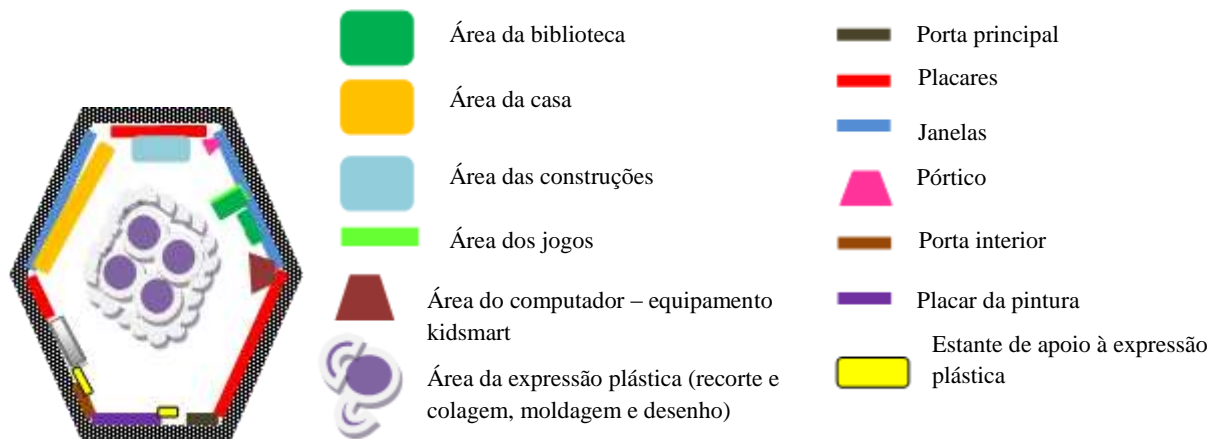 Área da biblioteca
Área da casa
Área das construções
Área dos jogos
Área do computador – equipamento
kidsmart
Área da expressão plástica (recorte e
colagem, moldagem e desenho)
Porta principal
Placares
Janelas
Pórtico
Porta interior
Placar da pintura
Estante de apoio à expressão
plástica